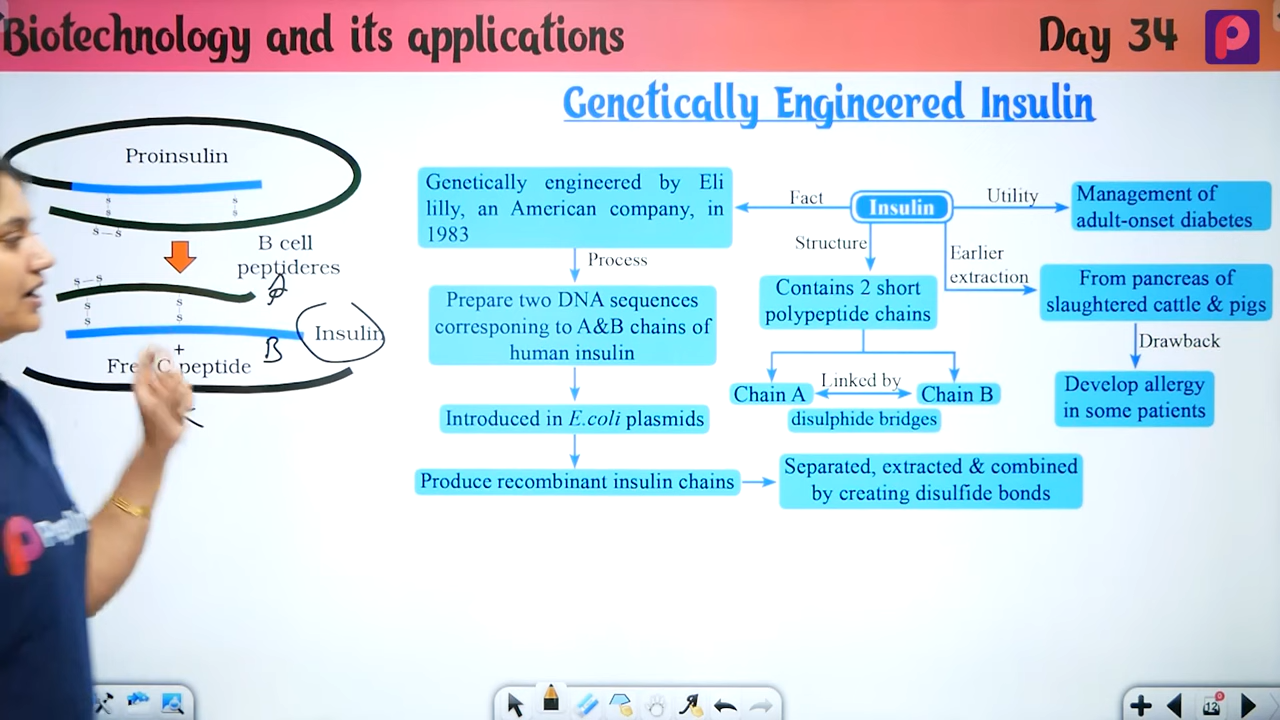 Biotechnology and its applications
Day 34
P
Genetically Engineered Insulin
Proinsulin
s
s
s
s
s–s
B cell
peptideres
s–s
s
s
s
s
A
Insulin
+
B
Free C peptide
Genetically engineered by Eli
lilly, an American company, in
1983
Fact
Insulin
Utility
Management of
adult-onset diabetes
Process
Structure
Earlier
extraction
Prepare two DNA sequences
corresponing to A&B chains of
human insulin
Contains 2 short
polypeptide chains
From pancreas of
slaughtered cattle & pigs
Drawback
Chain A
Linked by
Chain B
disulphide bridges
Develop allergy
in some patients
Introduced in E.coli plasmids
Produce recombinant insulin chains
Separated, extracted & combined
by creating disulfide bonds
P
12